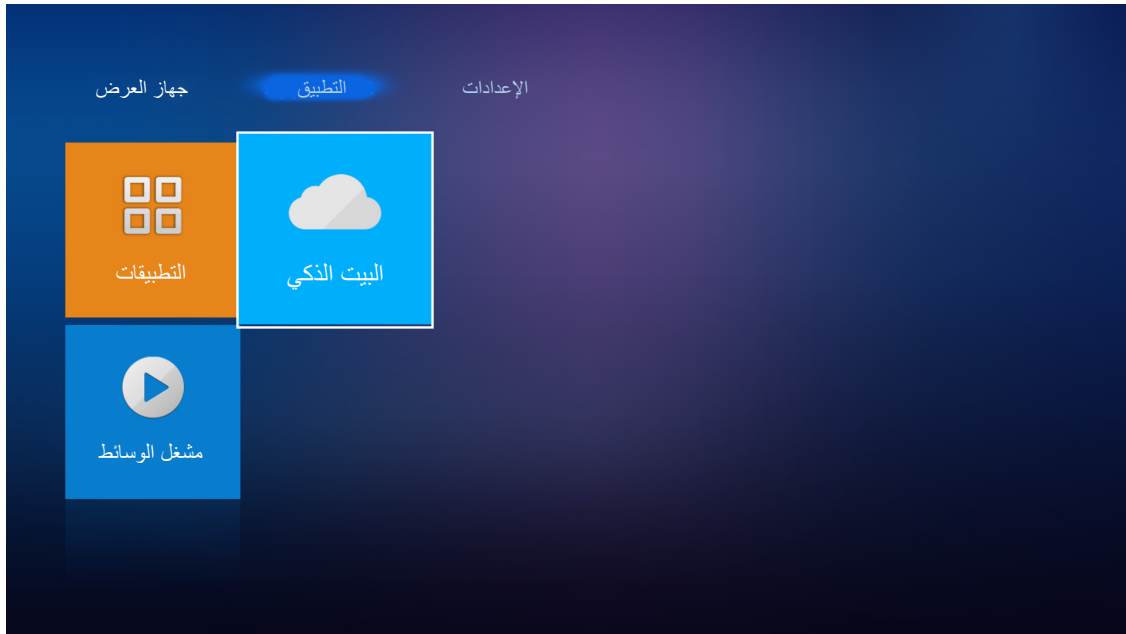 جهاز العرض
التطبيق
الإعدادات
التطبيقات
البيت الذكي
مشغل الوسائط